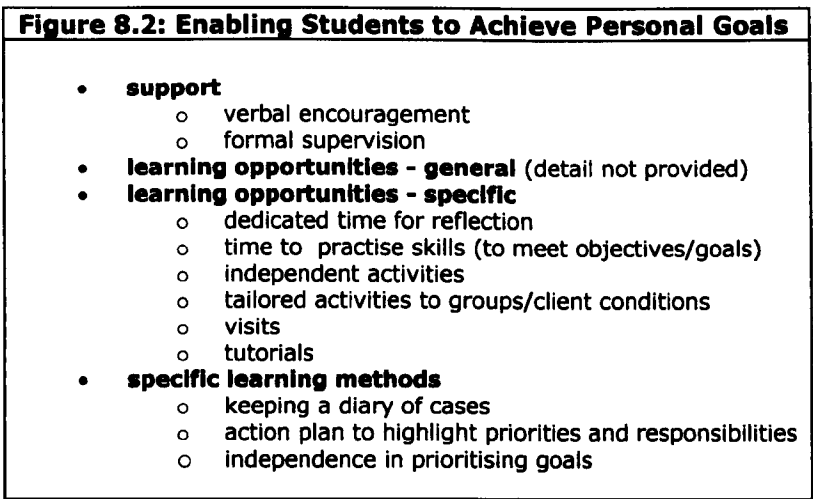 Figure 8.2: Enabling Students to Achieve Personal Goals
• support
o verbal encouragement
o formal supervision
• learning opportunities - general (detail not provided)
• learning opportunities - specific
o dedicated time for reflection
o time to practise skills (to meet objectives/goals)
o independent activities
o tailored activities to groups/client conditions
o visits
o tutorials
• specific learning methods
o keeping a diary of cases
o action plan to highlight priorities and responsibilities
o independence in prioritising goals